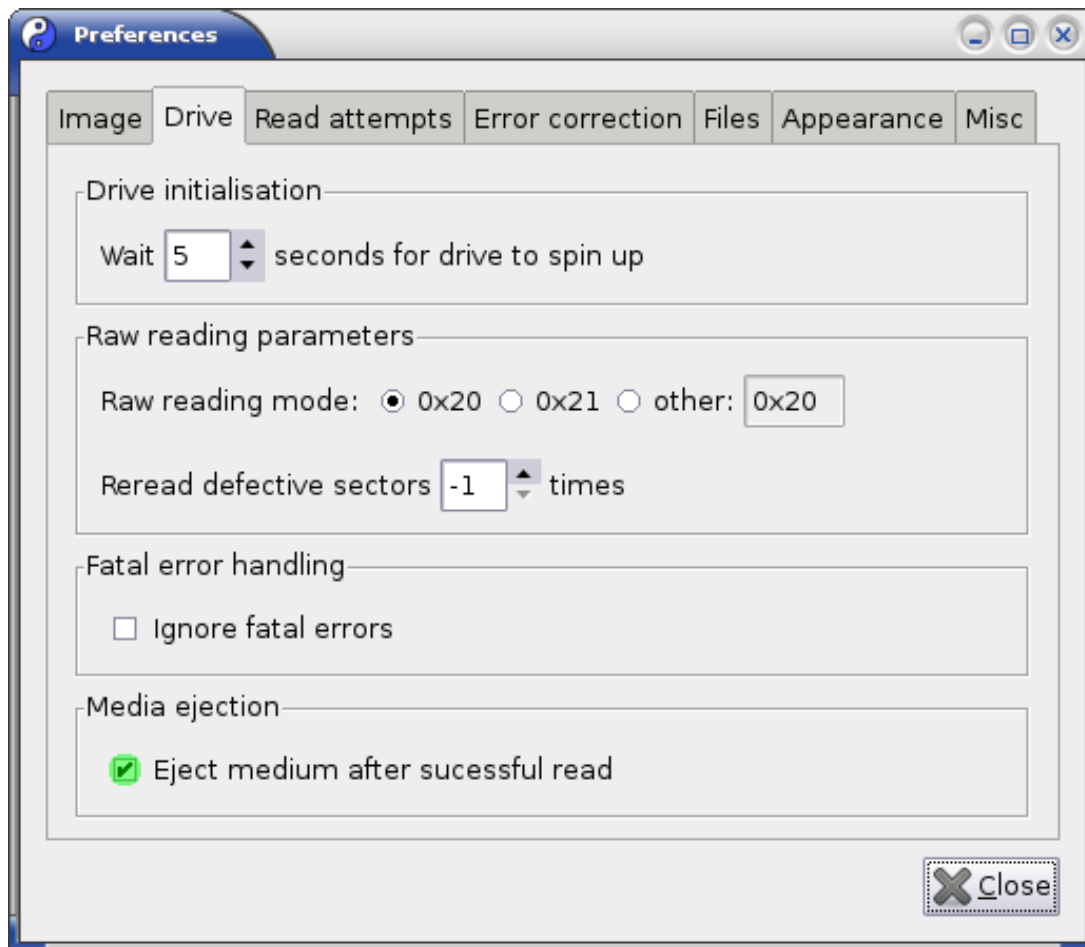 Preferences
Image Drive Read attempts Error correction Files Appearance Misc
Drive initialisation
Wait 5 seconds for drive to spin up
Raw reading parameters
Raw reading mode: 0x20 0x21 other: 0x20
Reread defective sectors -1 times
Fatal error handling
Ignore fatal errors
Media ejection
Eject medium after sucessful read
Close